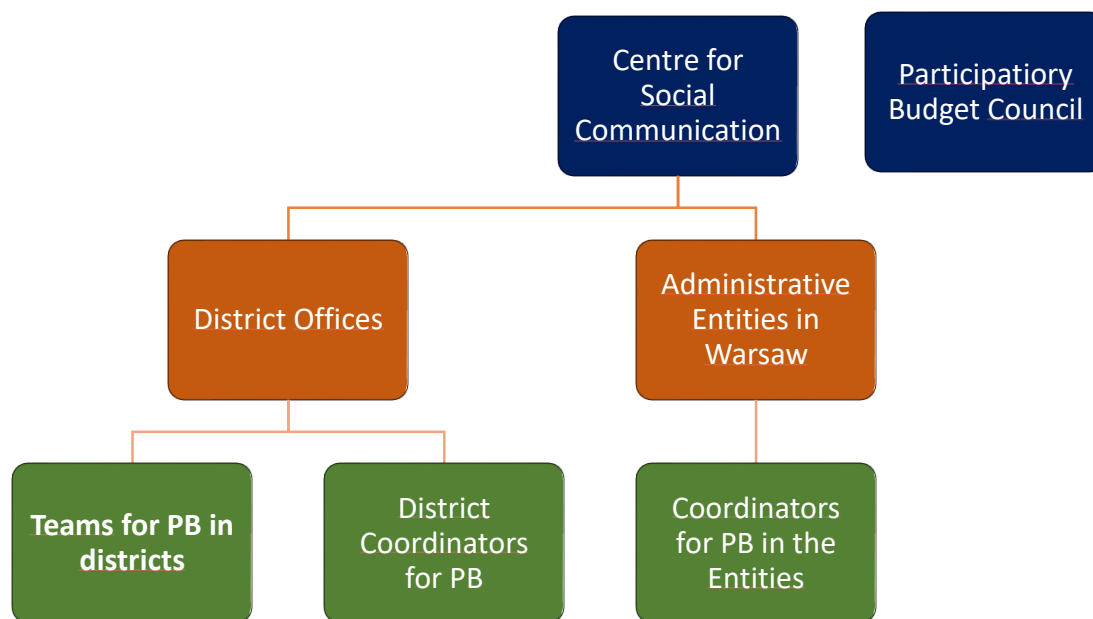 Centre for
Social
Communication
Participatiory
Budget Council
District Offices
Administrative
Entities in
Warsaw
Teams for PB in
districts
District
Coordinators
for PB
Coordinators
for PB in the
Entities